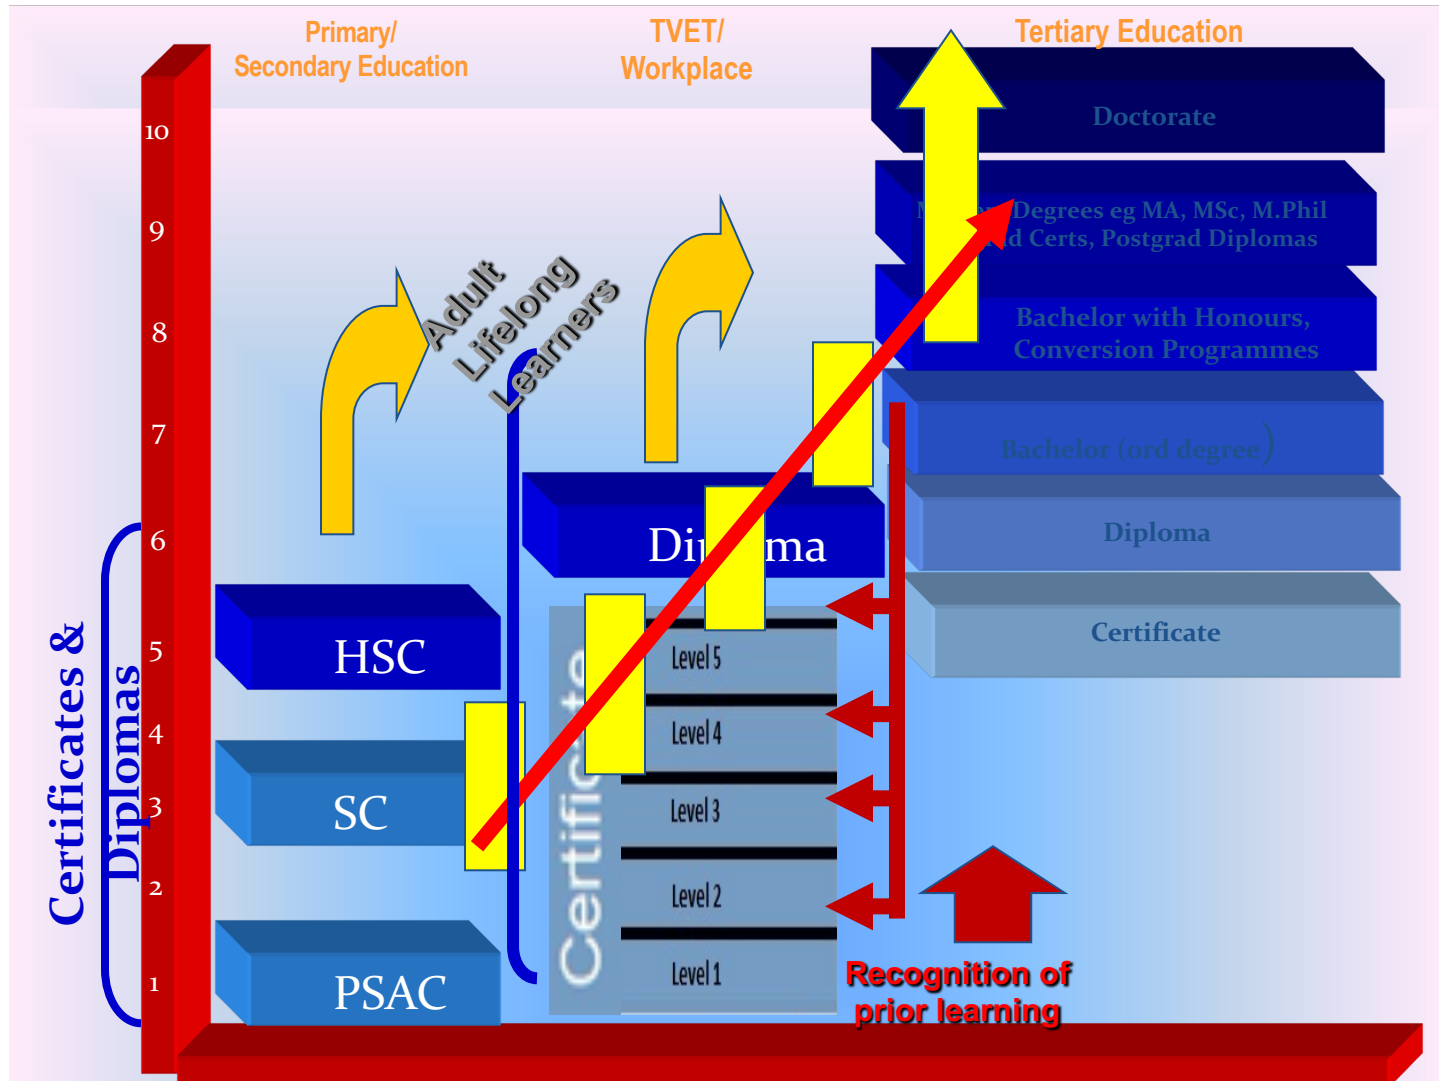 Primary/
Secondary Education
TVET/
Workplace
Tertiary Education
10
9
8
7
6
5
4
3
2
1
Certificates &
Diplomas
Adult
Lifelong
Learners
HSC
SC
PSAC
Certificate
Level 5
Level 4
Level 3
Level 2
Level 1
Doctorate
Degrees eg MA, MSc, M.Phil
Certs, Postgrad Diplomas
Bachelor with Honours,
Conversion Programmes
Bachelor (ord degree)
Diploma
Certificate
Recognition of
prior learning